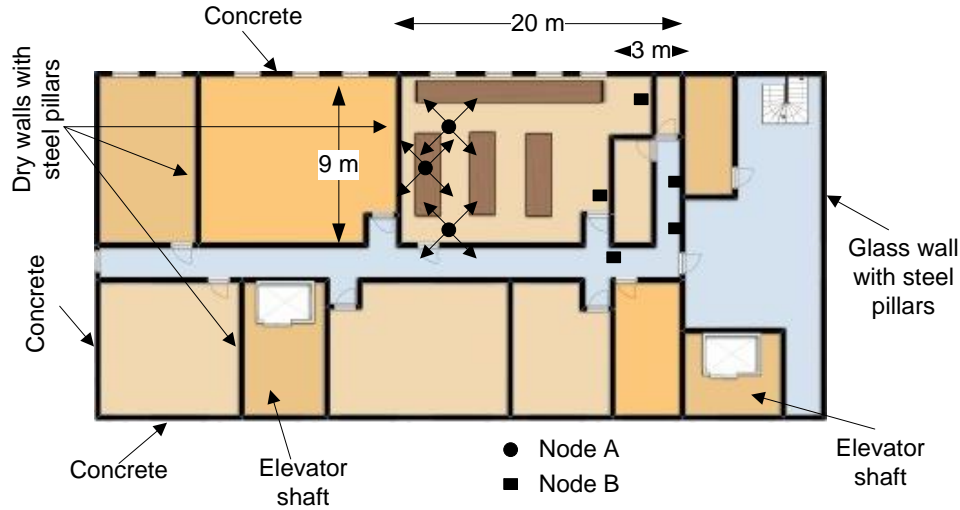 Concrete
20 m
3 m
Dry walls with
steel pillars
9 m
Glass wall
with steel
pillars
Concrete
Concrete
Elevator
shaft
Node A
Node B
Elevator
shaft